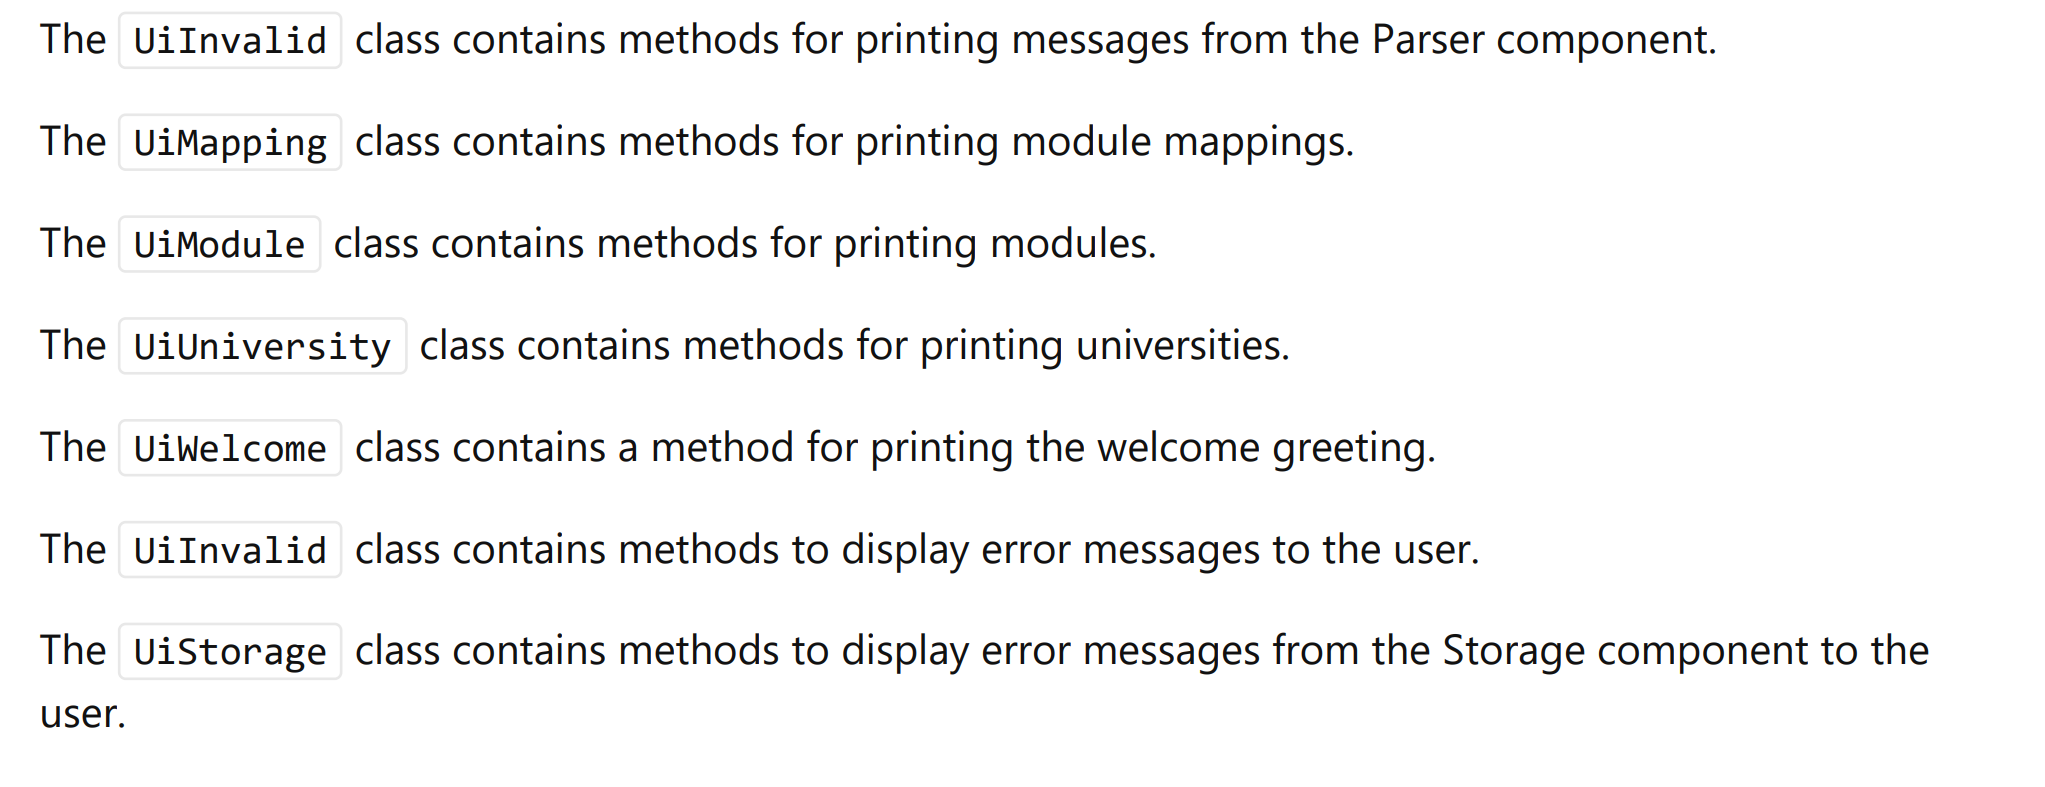 The UiInvalid class contains methods for printing messages from the Parser component.
The UiMapping class contains methods for printing module mappings.
The UiModule class contains methods for printing modules.
The UiUniversity class contains methods for printing universities.
The UiWelcome class contains a method for printing the welcome greeting.
The UiInvalid class contains methods to display error messages to the user.
The UiStorage class contains methods to display error messages from the Storage component to the
user.